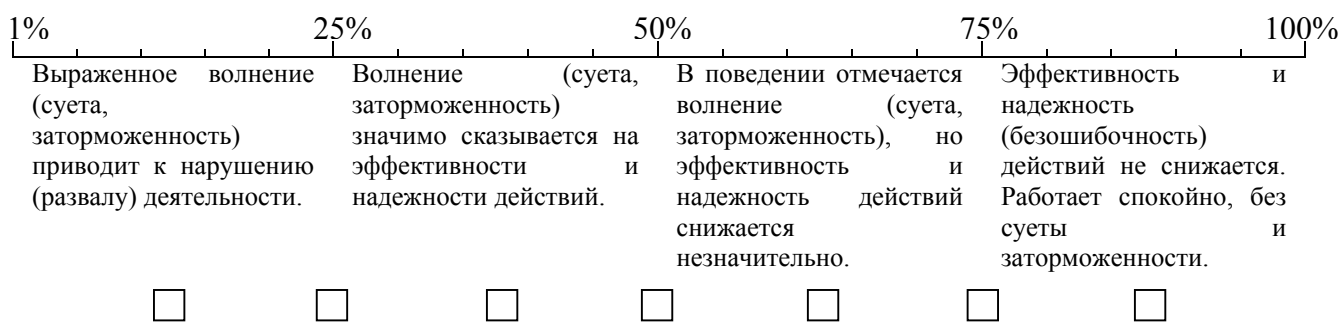 1% 25% 50% 75% 100%
Выраженное волнение
(суета,
заторможенность)
приводит к нарушению
(развалу) деятельности.
Волнение (суета,
заторможенность)
значимо сказывается на
эффективности и
надежности действий.
В поведении отмечается
волнение (суета,
заторможенность), но
эффективность и
надежность действий
снижается
незначительно.
Эффективность и
надежность
(безошибочность)
действий не снижается.
Работает спокойно, без
суеты и
заторможенности.